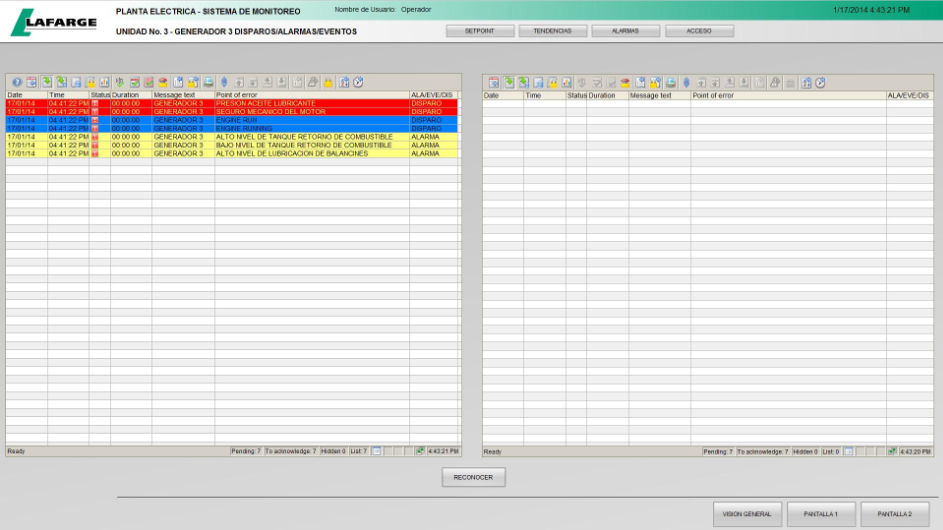 LAFARGE
PLANTA ELECTRICA - SISTEMA DE MONITOREO Nombre de Usuario: Operador 1/17/2014 4:43:21 PM
UNIDAD No. 3 - GENERADOR 3 DISPAROS/ALARMAS/EVENTOS
SETPOINT TENDENCIAS ALARMAS ACCESO
Date Time Status Duration Message text Point of error ALA/EVE/DIS
17/01/14 04:41:22 PM 00:00:00 GENERADOR 3 PRESION ACEITE LUBRICANTE DISPARO
17/01/14 04:41:22 PM 00:00:00 GENERADOR 3 SEGURO MECANICO DEL MOTOR DISPARO
17/01/14 04:41:22 PM 00:00:00 GENERADOR 3 ENGINE RUN DISPARO
17/01/14 04:41:22 PM 00:00:00 GENERADOR 3 ENGINE RUNNING DISPARO
17/01/14 04:41:22 PM 00:00:00 GENERADOR 3 ALTO NIVEL DE TANQUE RETORNO DE COMBUSTIBLE ALARMA
17/01/14 04:41:22 PM 00:00:00 GENERADOR 3 BAJO NIVEL DE TANQUE RETORNO DE COMBUSTIBLE ALARMA
17/01/14 04:41:22 PM 00:00:00 GENERADOR 3 ALTO NIVEL DE LUBRICACION DE BALANCINES ALARMA
Ready Pending: 7 To acknowledge: 7 Hidden: 0 List: 7 4:43:21 PM
Date Time Status Duration Message text Point of error ALA/EVE/DIS
Ready Pending: 7 To acknowledge: 7 Hidden: 0 List: 0 4:43:20 PM
RECONOCER
VISION GENERAL PANTALLA 1 PANTALLA 2